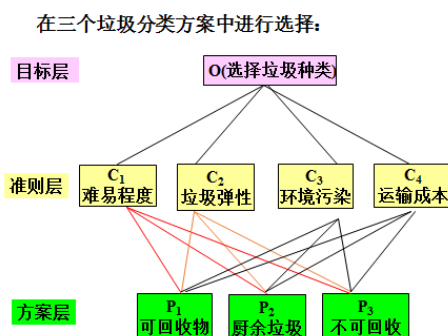 在三个垃圾分类方案中进行选择：
目标层
O(选择垃圾种类)
准则层
C1
难易程度
C2
垃圾弹性
C3
环境污染
C4
运输成本
方案层
P1
可回收物
P2
厨余垃圾
P3
不可回收